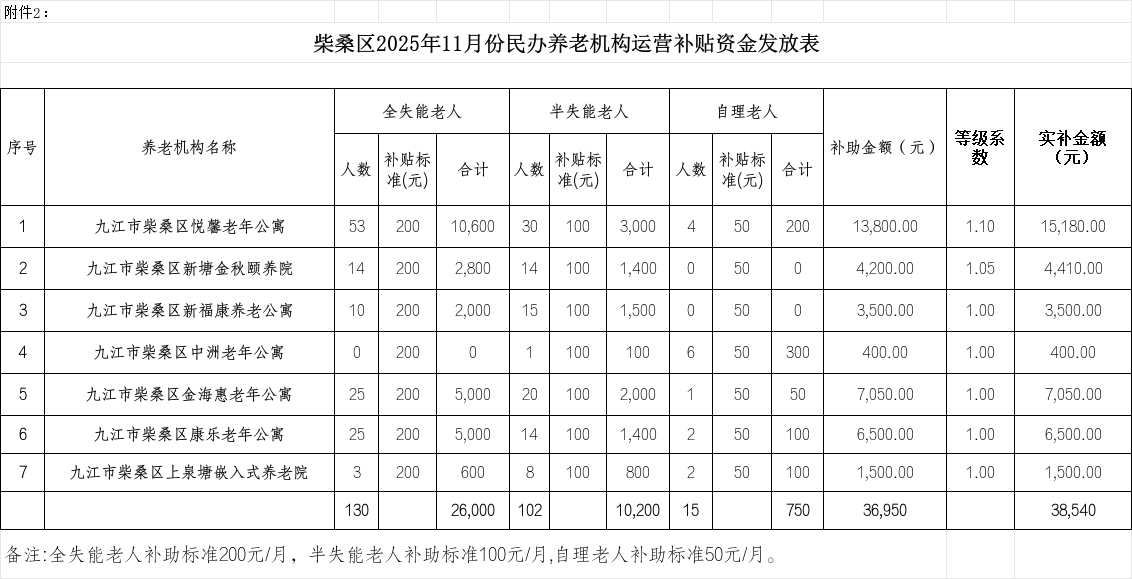 附件2：
柴桑区2025年11月份民办养老机构运营补贴资金发放表
序号 养老机构名称 全失能老人 半失能老人 自理老人 补助金额（元） 等级系数 实补金额（元）
人数 补贴标准(元) 合计 人数 补贴标准(元) 合计 人数 补贴标准(元) 合计
1 九江市柴桑区悦馨老年公寓 53 200 10,600 30 100 3,000 4 50 200 13,800.00 1.10 15,180.00
2 九江市柴桑区新塘金秋颐养院 14 200 2,800 14 100 1,400 0 50 0 4,200.00 1.05 4,410.00
3 九江市柴桑区新福康养老公寓 10 200 2,000 15 100 1,500 0 50 0 3,500.00 1.00 3,500.00
4 九江市柴桑区中洲老年公寓 0 200 0 1 100 100 6 50 300 400.00 1.00 400.00
5 九江市柴桑区金海惠老年公寓 25 200 5,000 20 100 2,000 1 50 50 7,050.00 1.00 7,050.00
6 九江市柴桑区康乐老年公寓 25 200 5,000 14 100 1,400 2 50 100 6,500.00 1.00 6,500.00
7 九江市柴桑区上泉塘嵌入式养老院 3 200 600 8 100 800 2 50 100 1,500.00 1.00 1,500.00
130 26,000 102 10,200 15 750 36,950 38,540
备注:全失能老人补助标准200元/月，半失能老人补助标准100元/月,自理老人补助标准50元/月。